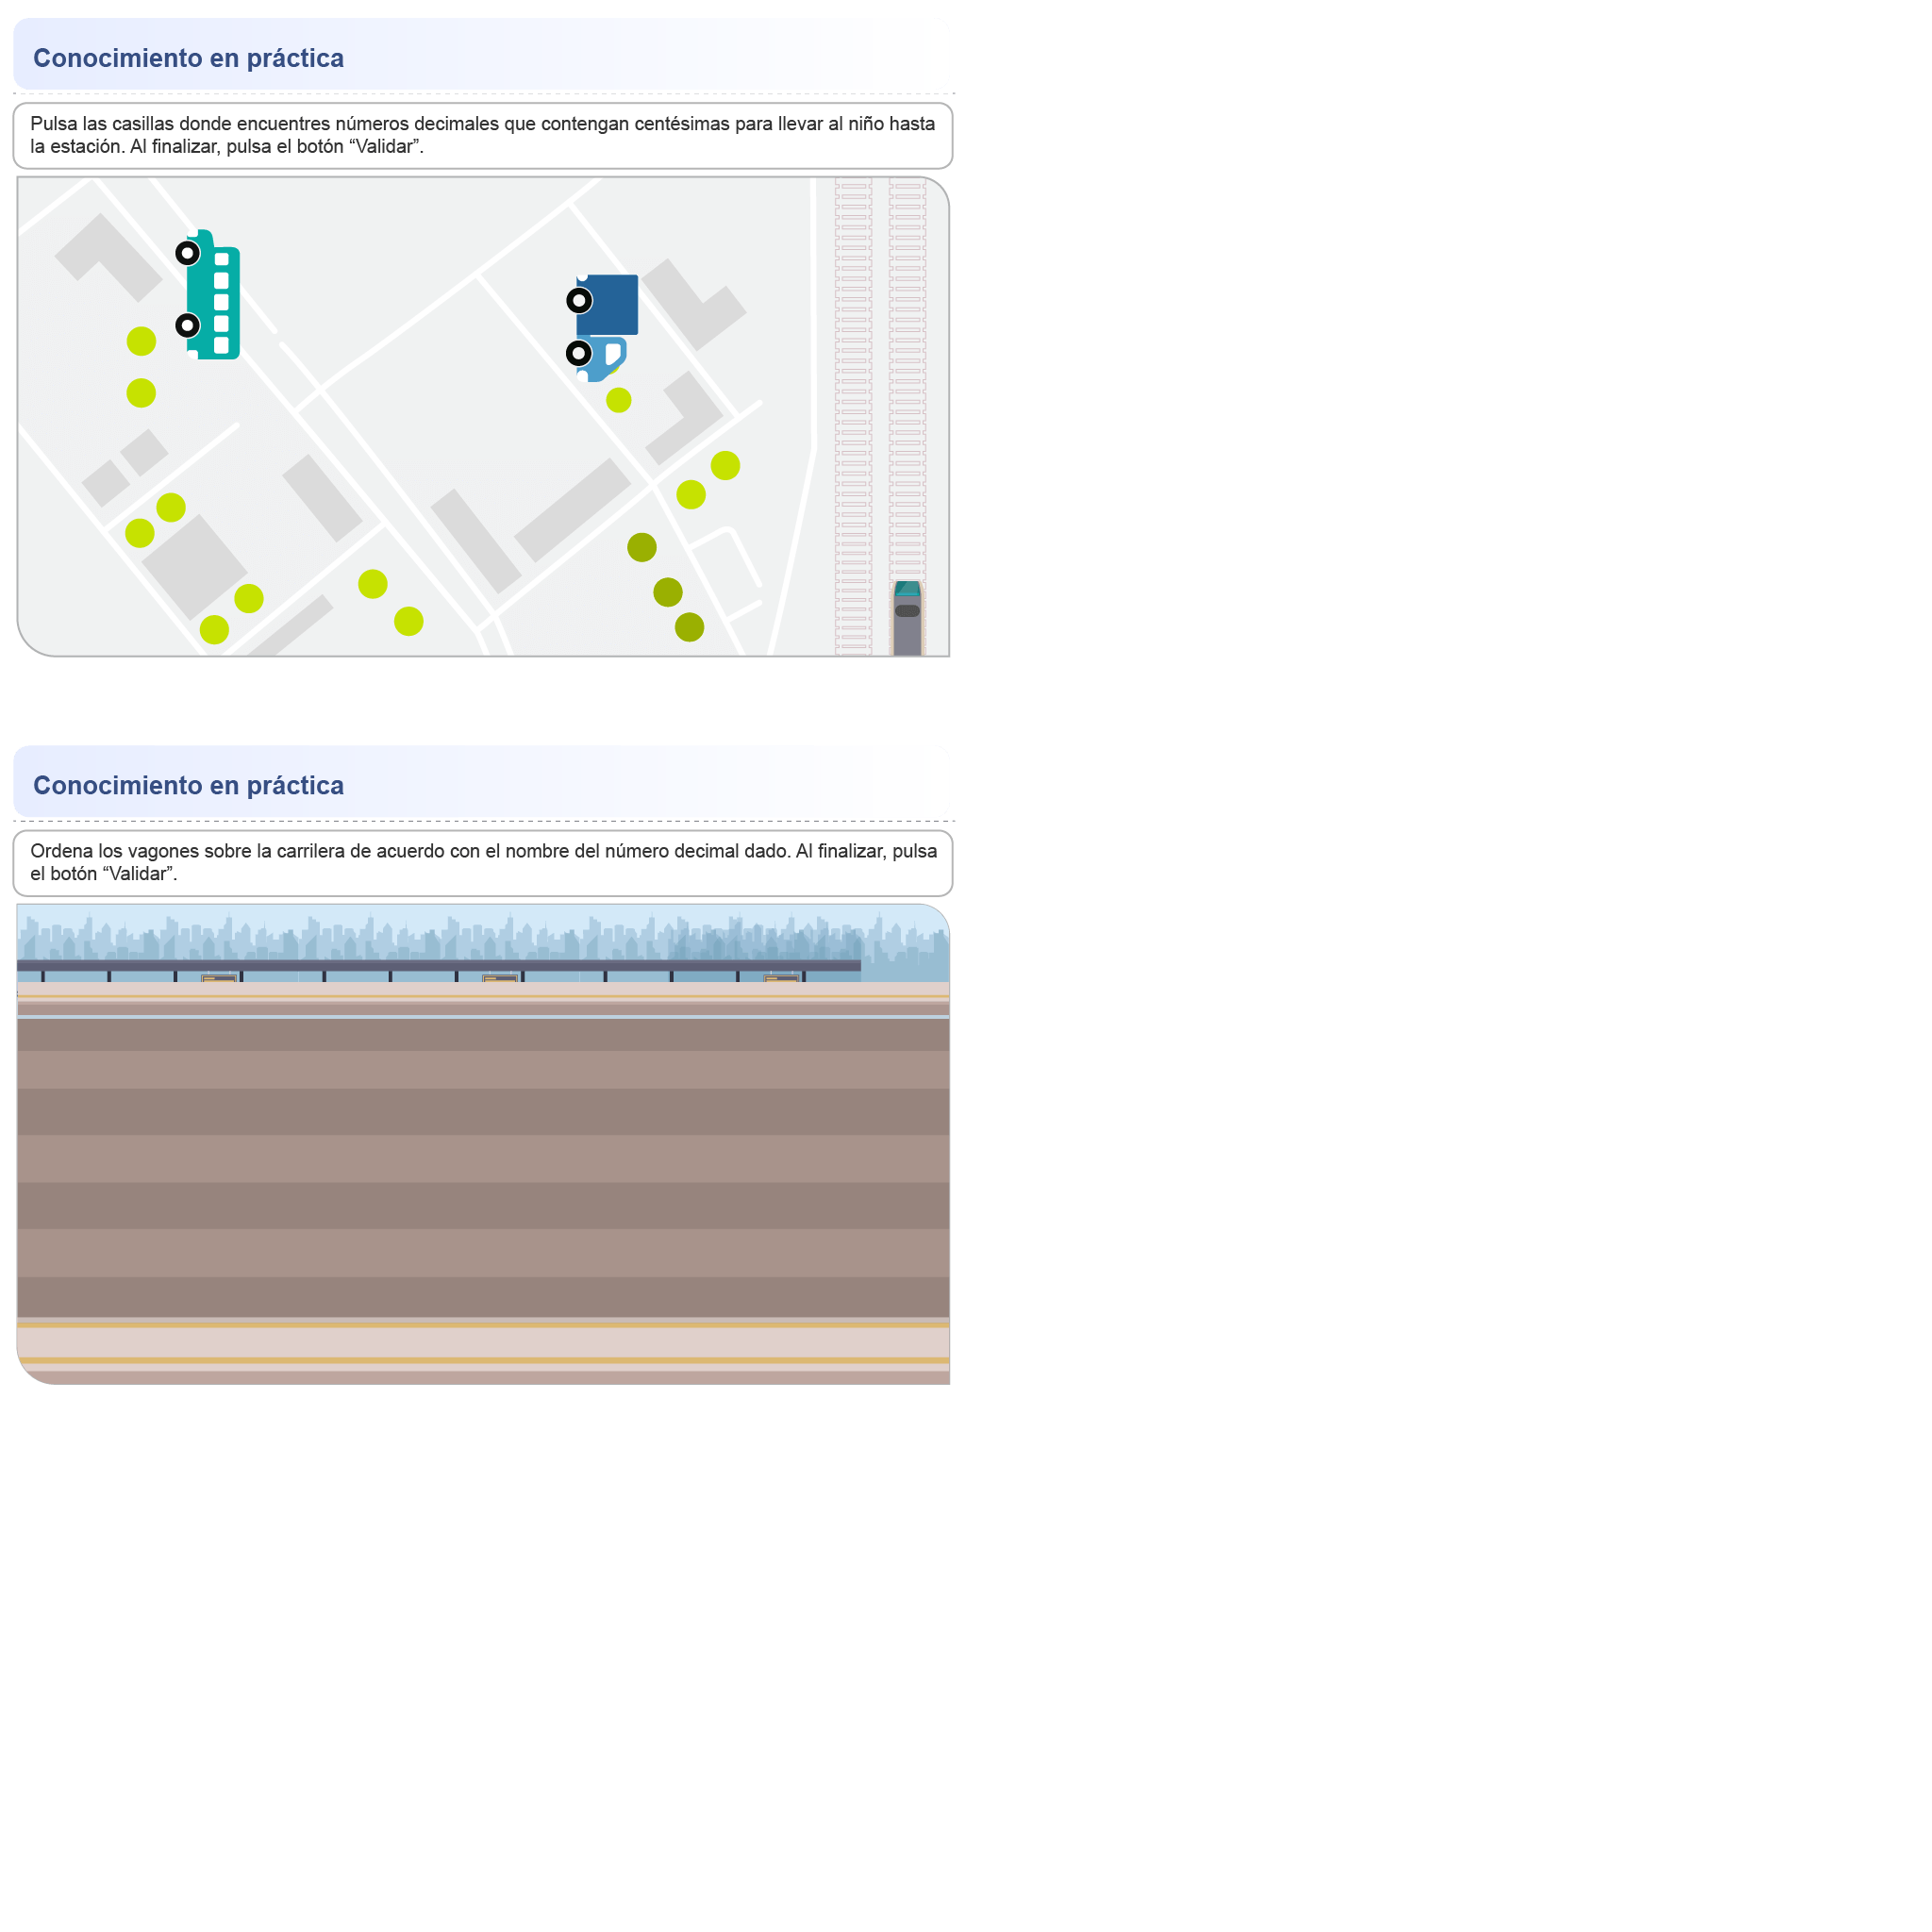 Conocimiento en práctica
Pulsa las casillas donde encuentres números decimales que contengan centésimas para llevar al niño hasta
la estación. Al finalizar, pulsa el botón “Validar”.
Conocimiento en práctica
Ordena los vagones sobre la carrilera de acuerdo con el nombre del número decimal dado. Al finalizar, pulsa
el botón “Validar”.